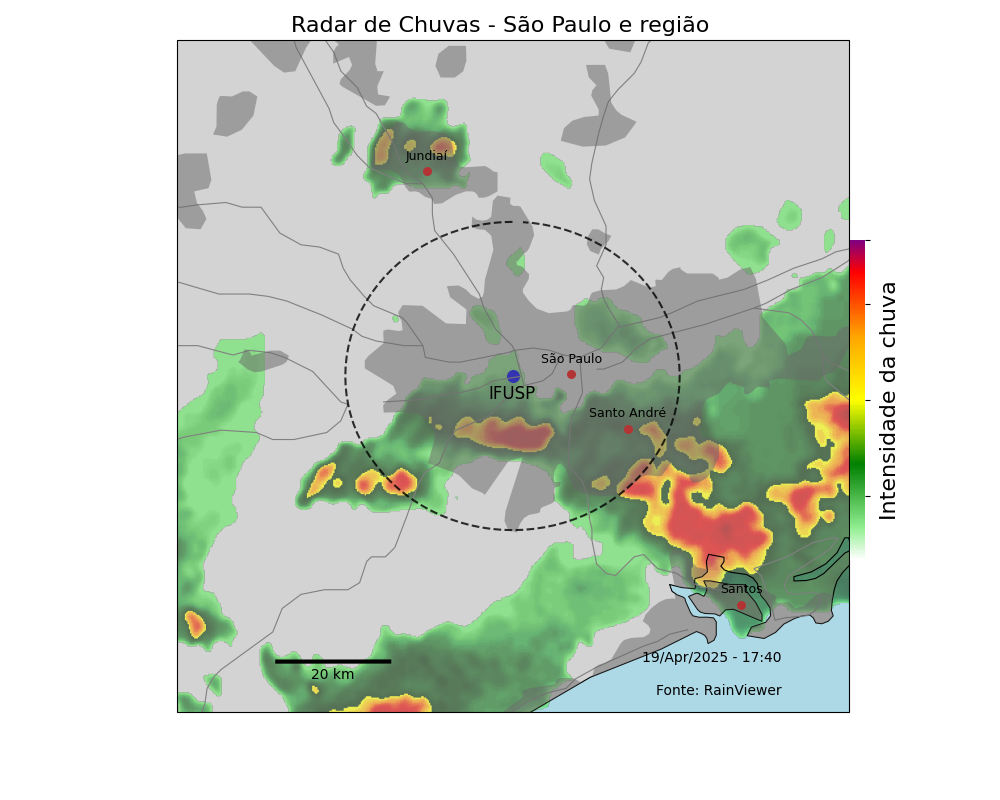 Radar de Chuvas - São Paulo e região
Jundiaí
São Paulo
IFUSP
Santo André
Intensidade da chuva
Santos
19/Apr/2025 - 17:40
20 km
Fonte: RainViewer